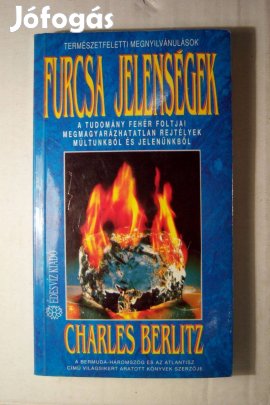 Jófogás
TERMÉSZETFELETTI MEGNYILVÁNULÁSOK
FURCSA JELENSÉGEK
A TUDOMÁNY FEHÉR FOLTJAI
MEGMAGYARÁZHATATLAN REJTÉLYEK
MÚLTUNKBÓL ÉS JELENÜNKBŐL
ÉDESVÍZ KIADÓ
CHARLES BERLITZ
A BERMUDA-HÁROMSZÖG ÉS AZ ATLANTISZ
CÍMŰ VILÁGSIKERT ARATOTT KÖNYVEK SZERZŐJE